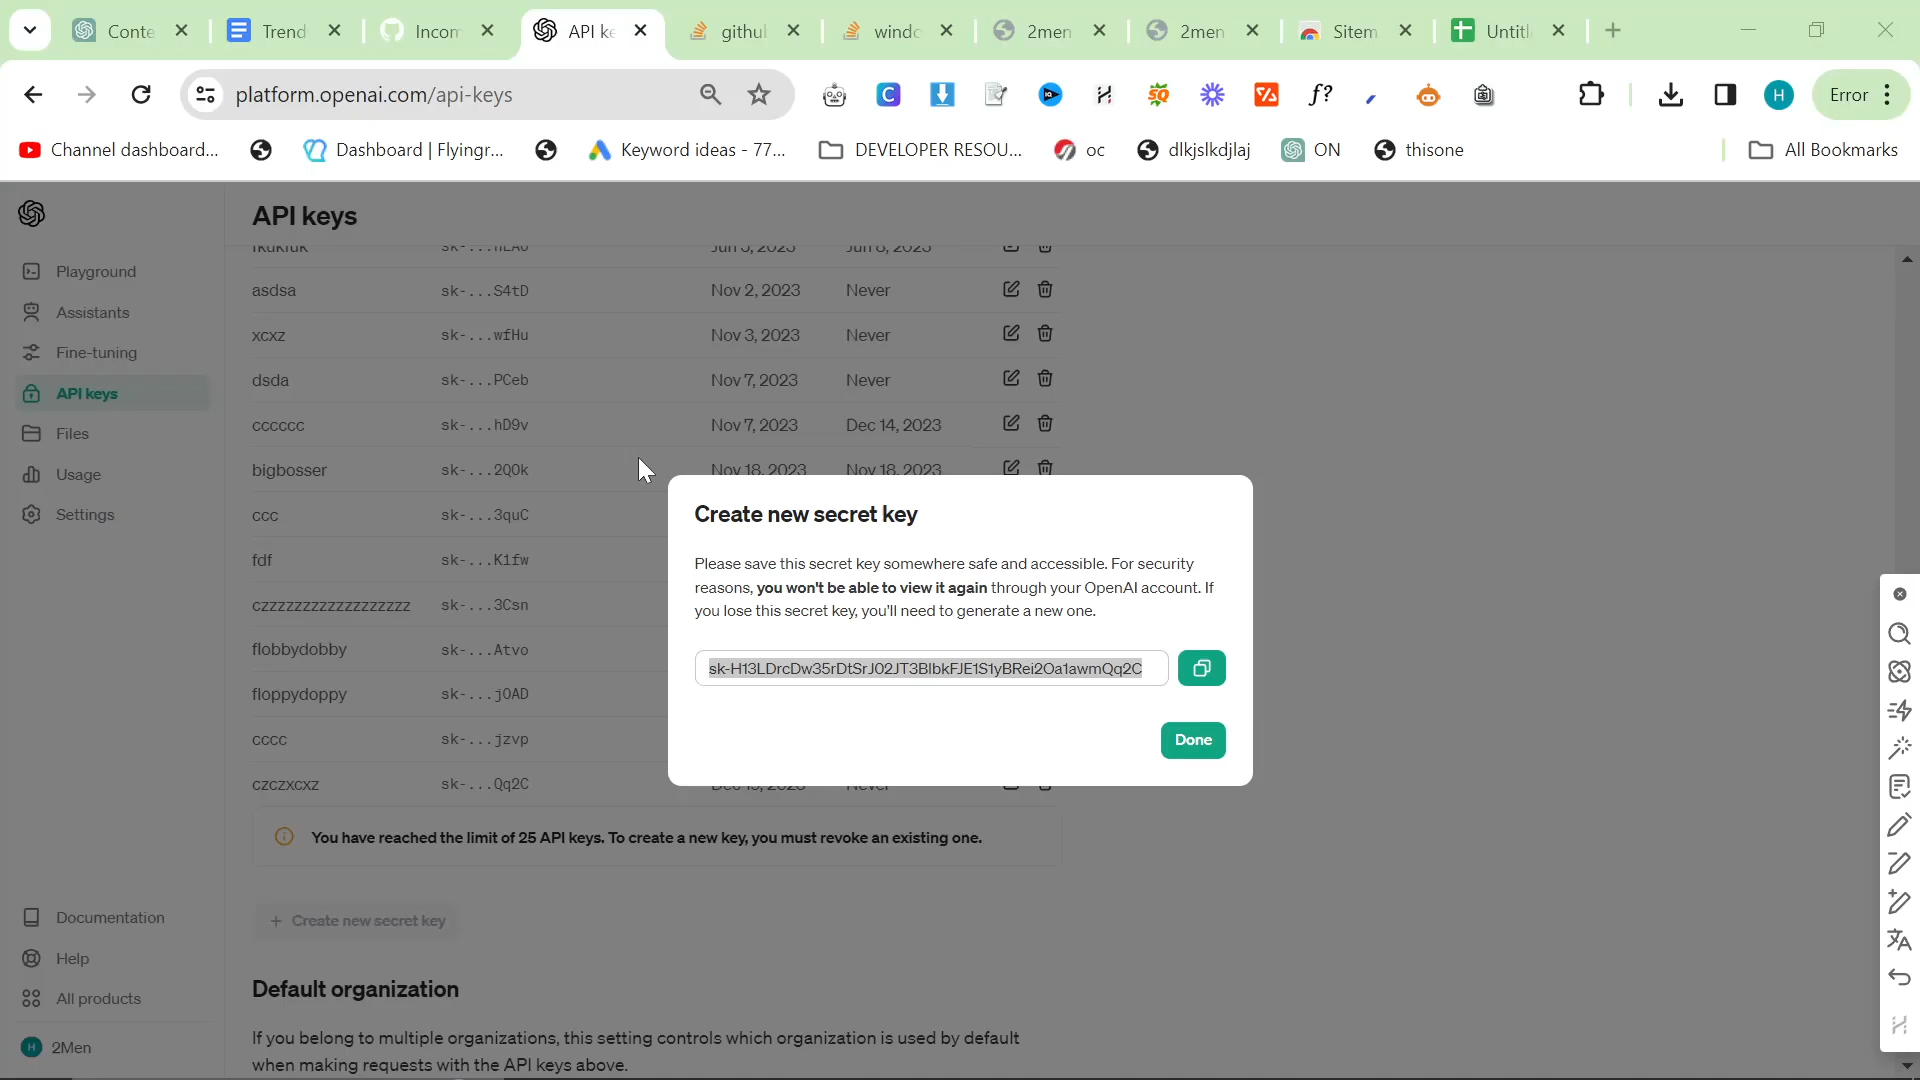 Conte
Trend
Incom
API ke
githul
windc
2men
2men
Sitem
Untitl
platform.openai.com/api-keys
Error
Channel dashboard...
Dashboard | Flyingr...
Keyword ideas - 77...
DEVELOPER RESOU...
oc
dlkjslkdjlaj
ON
thisone
All Bookmarks
API keys
Playground
Assistants
Fine-tuning
API keys
Files
Usage
Settings
Documentation
Help
All products
H 2Men
asdsa sk-...S4tD Nov 2, 2023 Never
xcxz sk-...wfHu Nov 3, 2023 Never
dsda sk-...PCeb Nov 7, 2023 Never
cccccc sk-...hD9v Nov 7, 2023 Dec 14, 2023
bigbosser sk-...2Q0k Nov 18, 2023 Nov 18, 2023
ccc sk-...3quC
fdf sk-...K1fw
czzzzzzzzzzzzzzzzzz sk-...3Csn
flobbydobby sk-...Atvo
floppydoppy sk-...jOAD
cccc sk-...jzvp
czczxcxz sk-...Qq2C
You have reached the limit of 25 API keys. To create a new key, you must revoke an existing one.
+ Create new secret key
Default organization
If you belong to multiple organizations, this setting controls which organization is used by default
when making requests with the API keys above.
Create new secret key
Please save this secret key somewhere safe and accessible. For security
reasons, you won't be able to view it again through your OpenAI account. If
you lose this secret key, you'll need to generate a new one.
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
Done